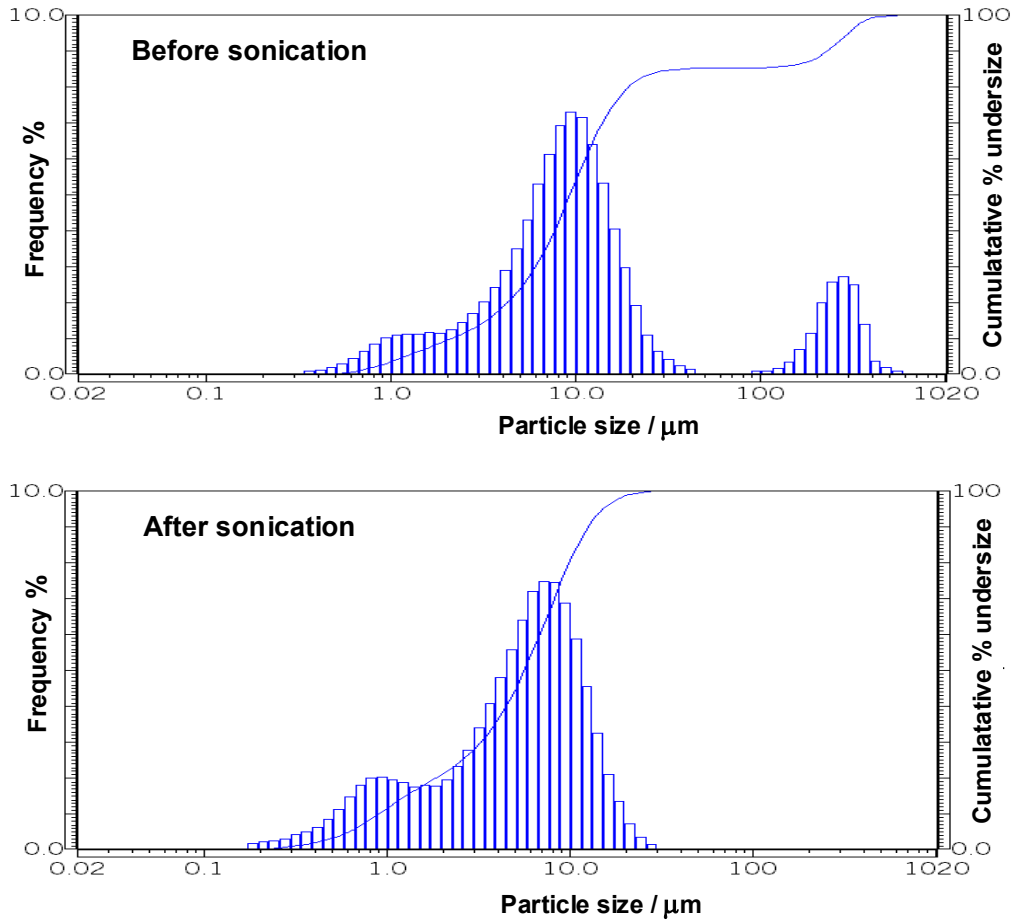 10.0
100
Before sonication
Frequency %
Cumulatative % undersize
0.0
0.0
0.02
0.1
1.0
10.0
100
1020
Particle size / μm
10.0
100
After sonication
Frequency %
Cumulatative % undersize
0.0
0.0
0.02
0.1
1.0
10.0
100
1020
Particle size / μm